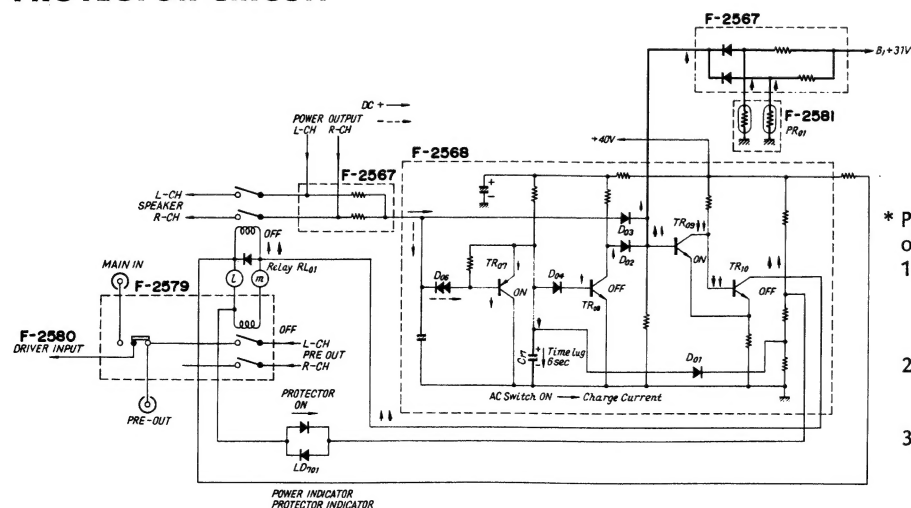 F-2567
B1 +31V
F-2581
PR01
DC +
POWER OUTPUT
L-CH R-CH
+40V
F-2568
F-2567
L-CH
SPEAKER
R-CH
OFF
D03
D02
TR09
ON
TR10
OFF
* P
o
1
MAIN IN
Relay RL01
l m
D06
TR07
ON
D04
TR08
OFF
F-2579
F-2580
DRIVER INPUT
OFF
L-CH
PRE OUT
R-CH
Time lug
6sec
D01
2
PROTECTOR
ON
AC Switch ON → Charge Current
PRE-OUT
3
LD701
POWER INDICATOR
PROTECTOR INDICATOR